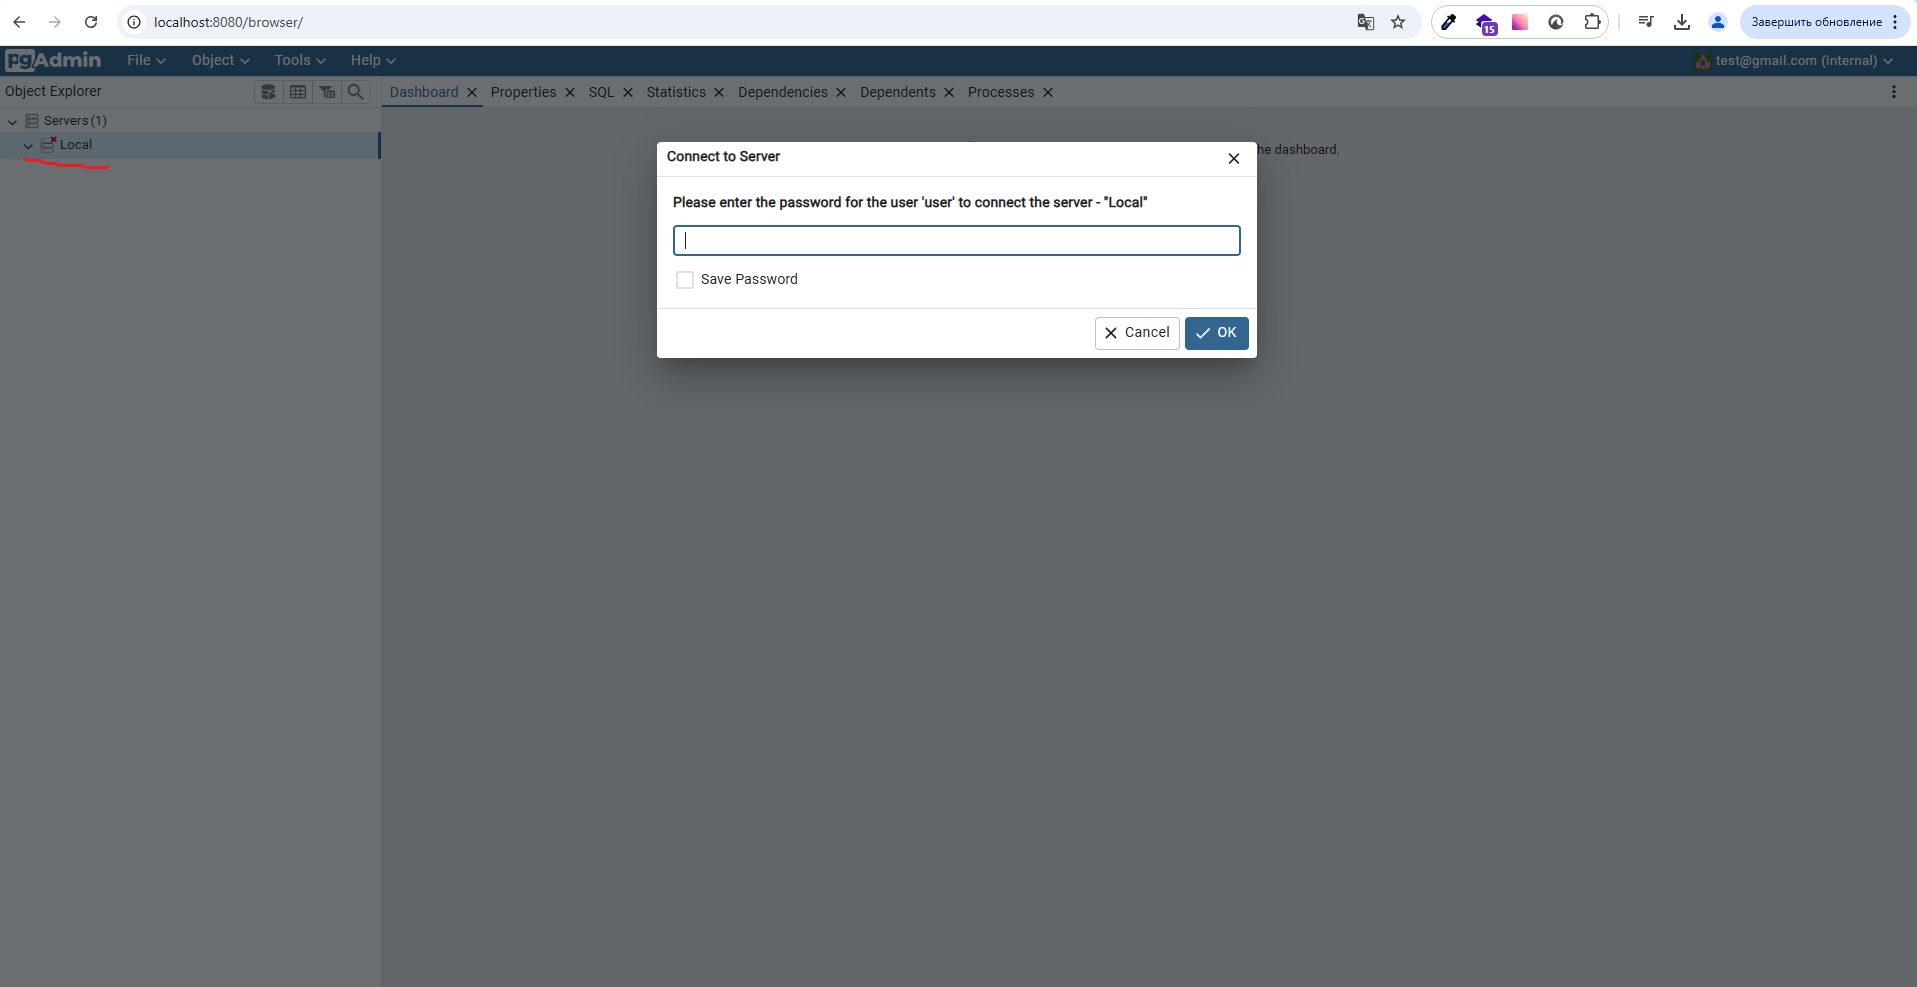 localhost:8080/browser/
15
Завершить обновление
pgAdmin
File
Object
Tools
Help
test@gmail.com (internal)
Object Explorer
Dashboard
Properties
SQL
Statistics
Dependencies
Dependents
Processes
Servers (1)
Local
he dashboard.
Connect to Server
Please enter the password for the user 'user' to connect the server - "Local"
Save Password
Cancel
OK